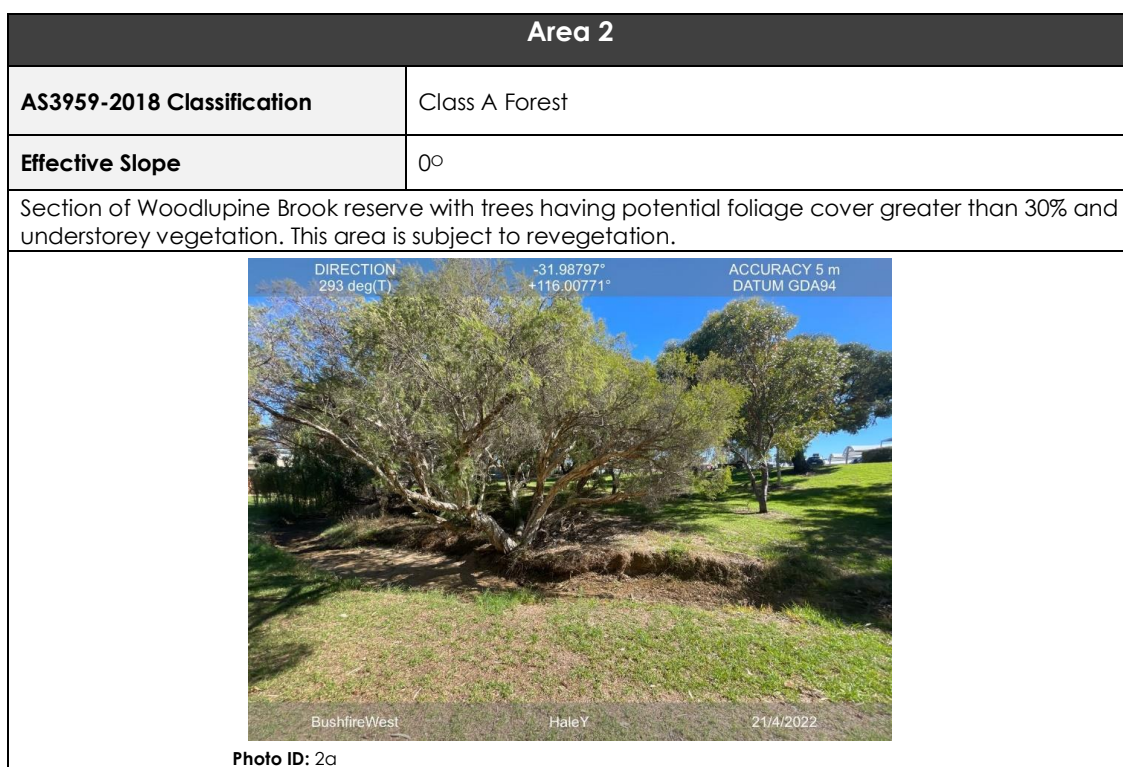 Area 2
AS3959-2018 Classification
Class A Forest
Effective Slope
0°
Section of Woodlupine Brook reserve with trees having potential foliage cover greater than 30% and
understorey vegetation. This area is subject to revegetation.
DIRECTION -31.98797° ACCURACY 5 m
293 deg(T) +116.00771° DATUM GDA94
BushfireWest HaleY 21/4/2022
Photo ID: 2a